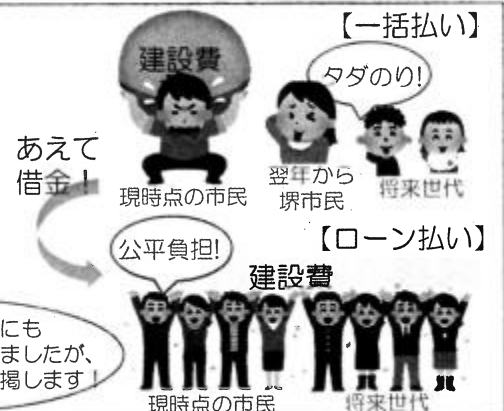 【一括払い】
建設費
タダのり!
あえて
借金！
現時点の市民
翌年から
堺市民
将来世代
【ローン払い】
公平負担!
建設費
にも
ましたが、
掲します！
現時点の市民
将来世代